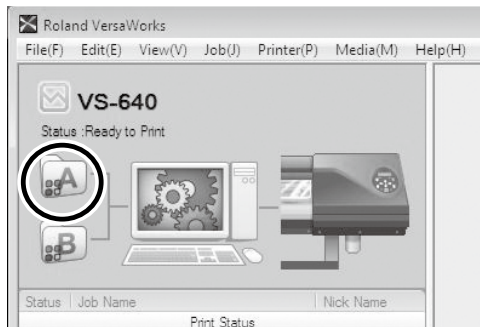 Roland VersaWorks
File(F) Edit(E) View(V) Job(J) Printer(P) Media(M) Help(H)
VS-640
Status :Ready to Print
A
B
Status Job Name Nick Name
Print Status